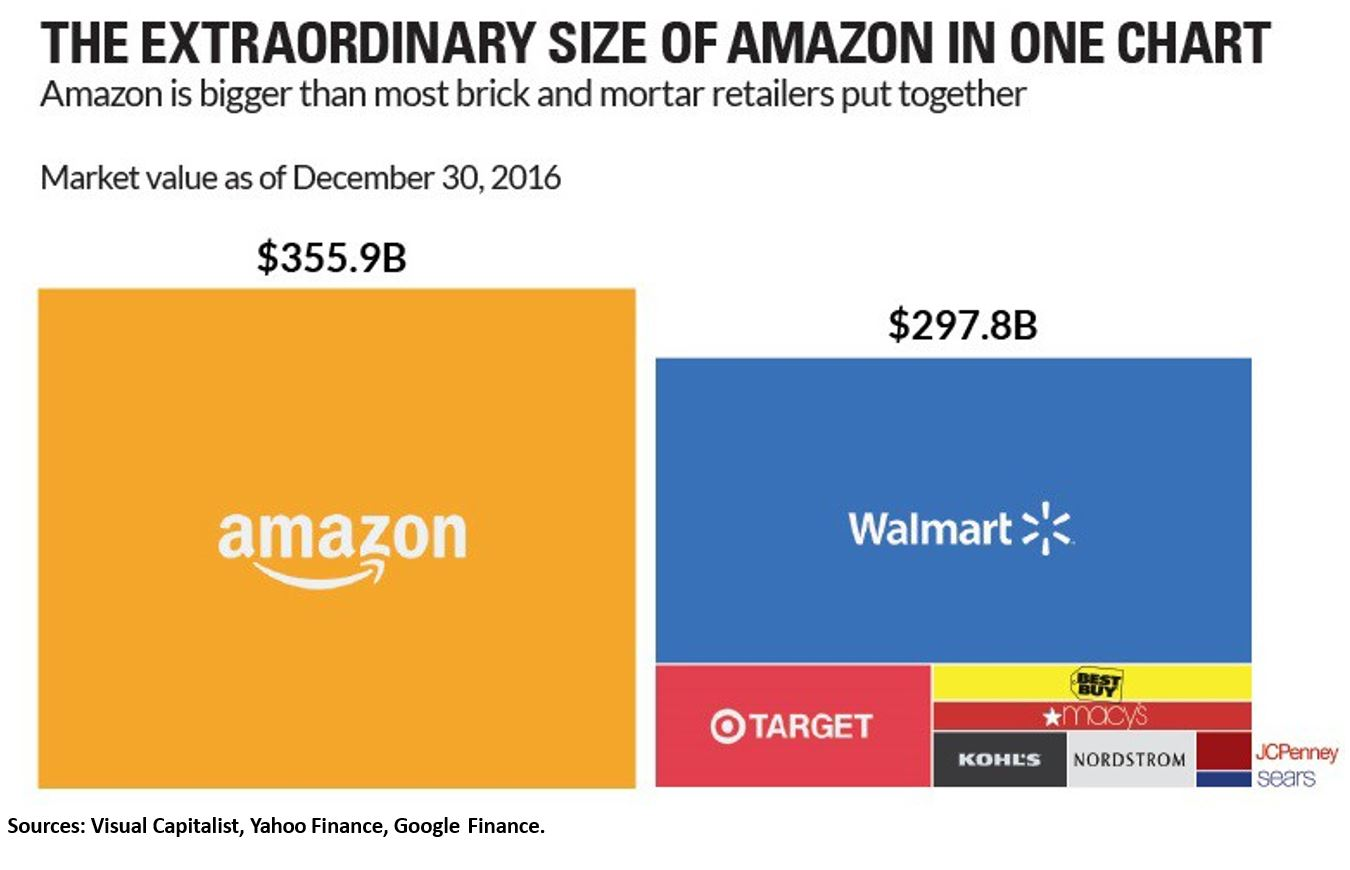 THE EXTRAORDINARY SIZE OF AMAZON IN ONE CHART
Amazon is bigger than most brick and mortar retailers put together
Market value as of December 30, 2016
$355.9B
$297.8B
amazon
Walmart
TARGET
BEST
BUY
macy's
KOHL'S
NORDSTROM
JCPenney
sears
Sources: Visual Capitalist, Yahoo Finance, Google Finance.